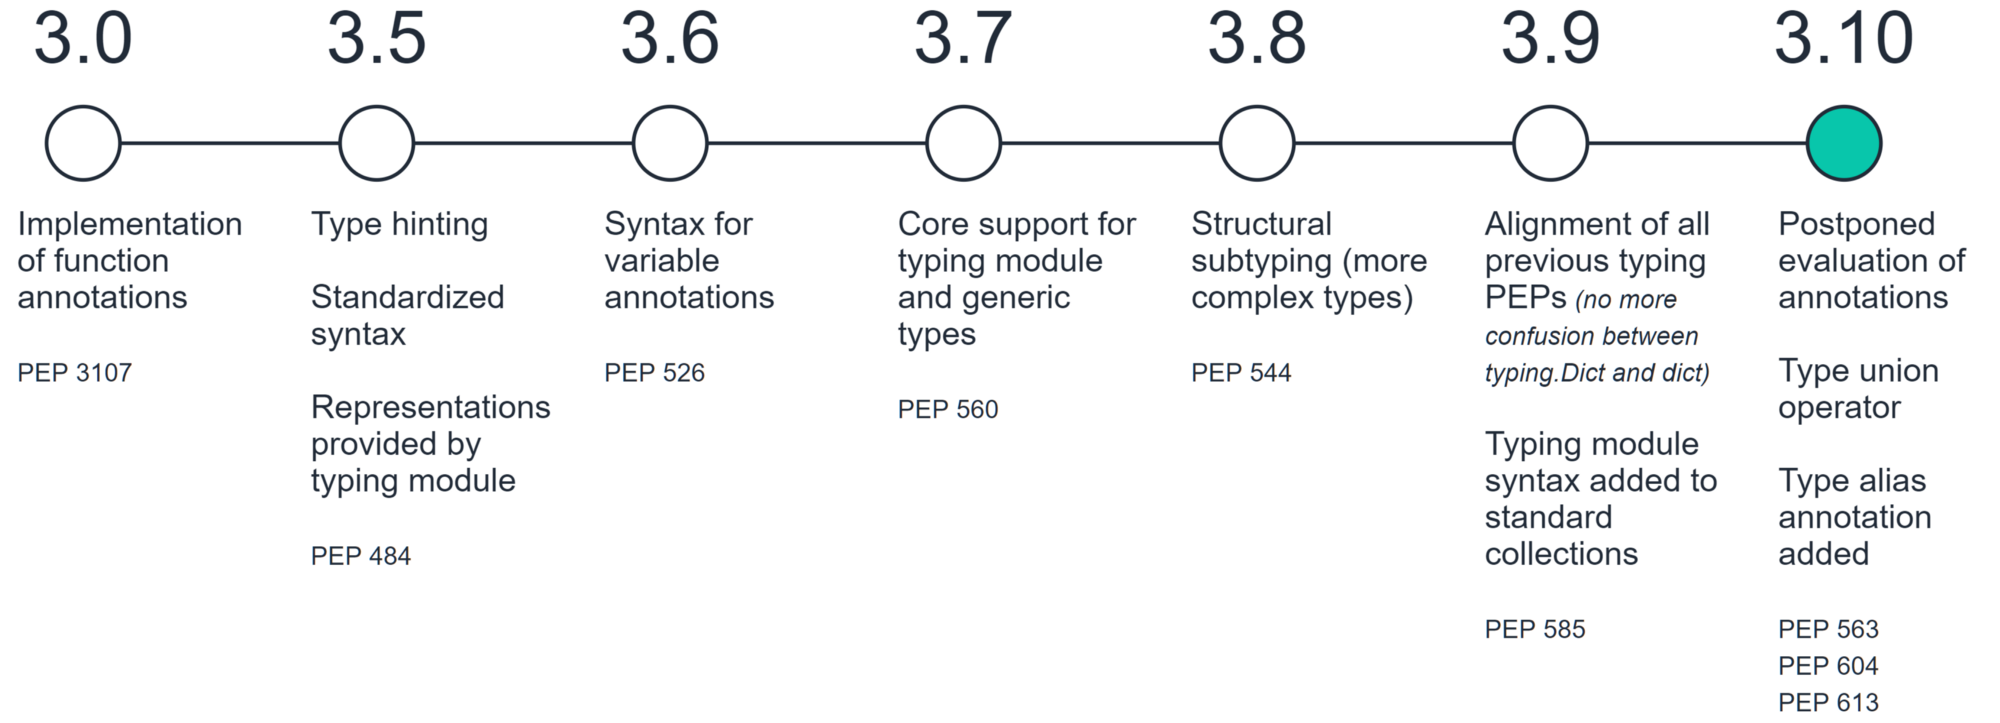 3.0
3.5
3.6
3.7
3.8
3.9
3.10
Implementation
of function
annotations
PEP 3107
Type hinting
Standardized
syntax
Representations
provided by
typing module
PEP 484
Syntax for
variable
annotations
PEP 526
Core support for
typing module
and generic
types
PEP 560
Structural
subtyping (more
complex types)
PEP 544
Alignment of all
previous typing
PEPs (no more
confusion between
typing.Dict and dict)
Typing module
syntax added to
standard
collections
PEP 585
Postponed
evaluation of
annotations
Type union
operator
Type alias
annotation
added
PEP 563
PEP 604
PEP 613